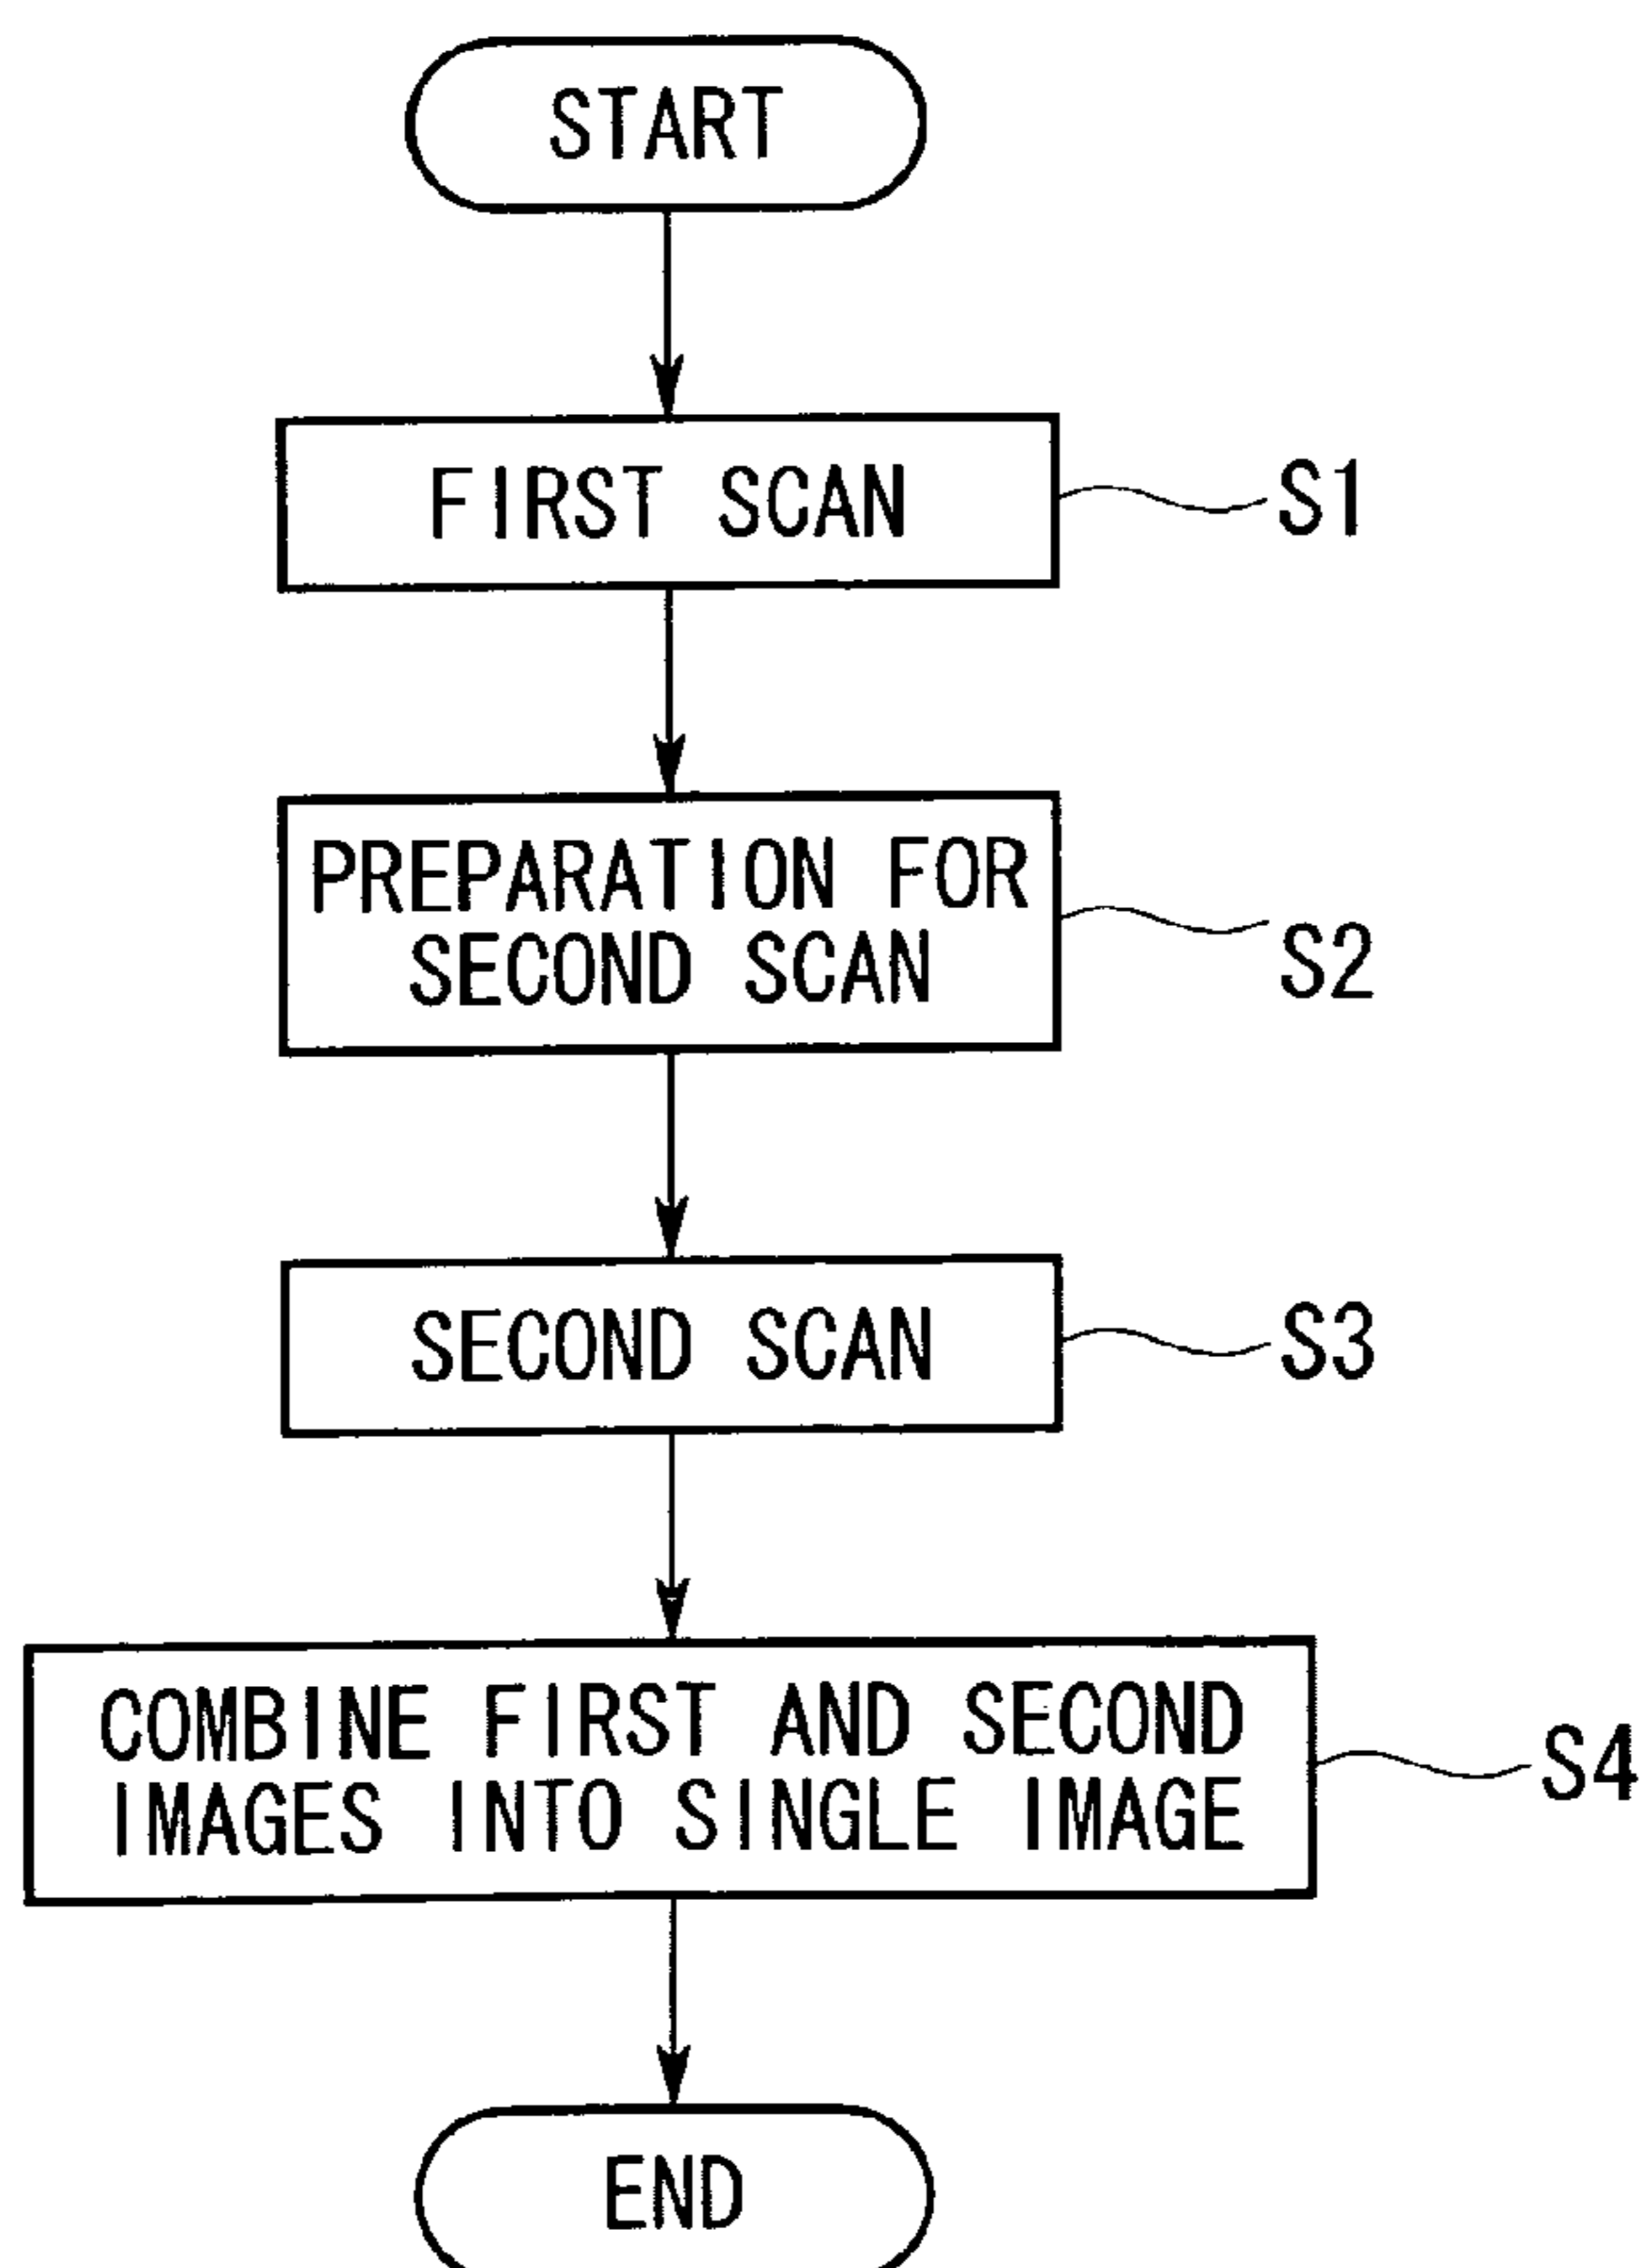 START
FIRST SCAN
S1
PREPARATION FOR
SECOND SCAN
S2
SECOND SCAN
S3
COMBINE FIRST AND SECOND
IMAGES INTO SINGLE IMAGE
S4
END